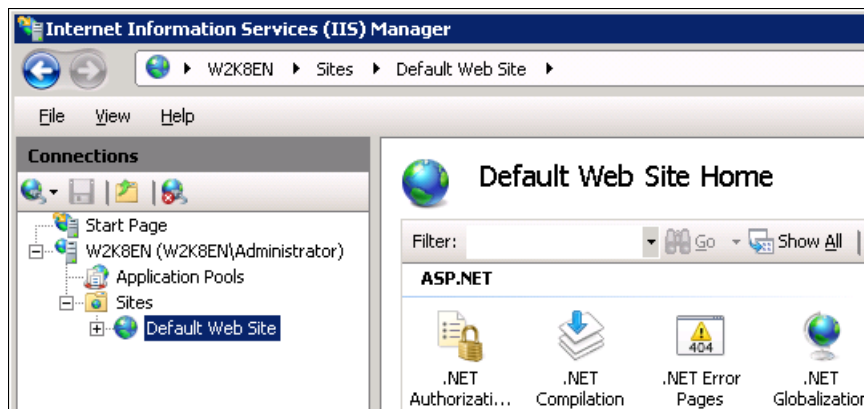 Internet Information Services (IIS) Manager
W2K8EN Sites Default Web Site
File View Help
Connections
Default Web Site Home
Start Page
W2K8EN (W2K8EN\Administrator)
Application Pools
Sites
Default Web Site
Filter: Go Show All
ASP.NET
.NET Authorizati...
.NET Compilation
404
.NET Error Pages
.NET Globalization